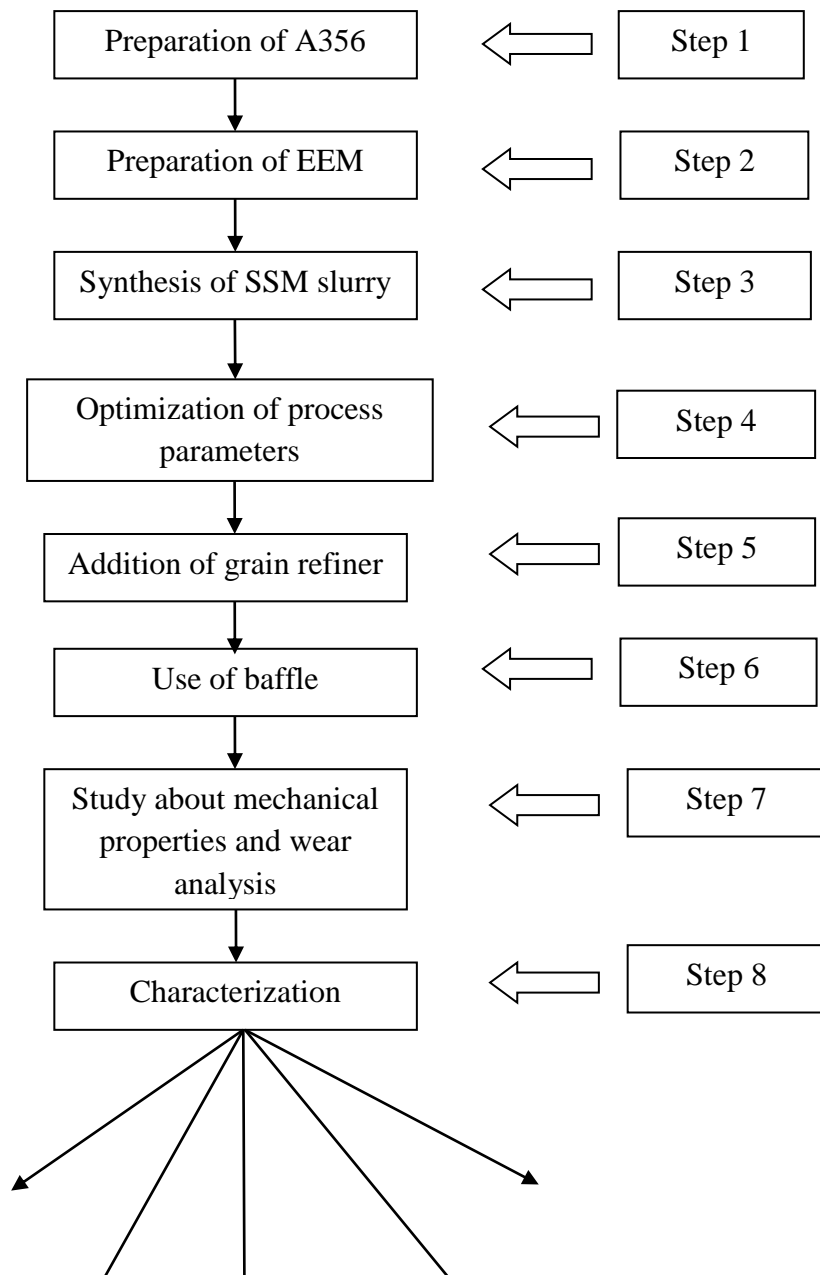 Preparation of A356
Step 1
Preparation of EEM
Step 2
Synthesis of SSM slurry
Step 3
Optimization of process
parameters
Step 4
Addition of grain refiner
Step 5
Use of baffle
Step 6
Study about mechanical
properties and wear
analysis
Step 7
Characterization
Step 8